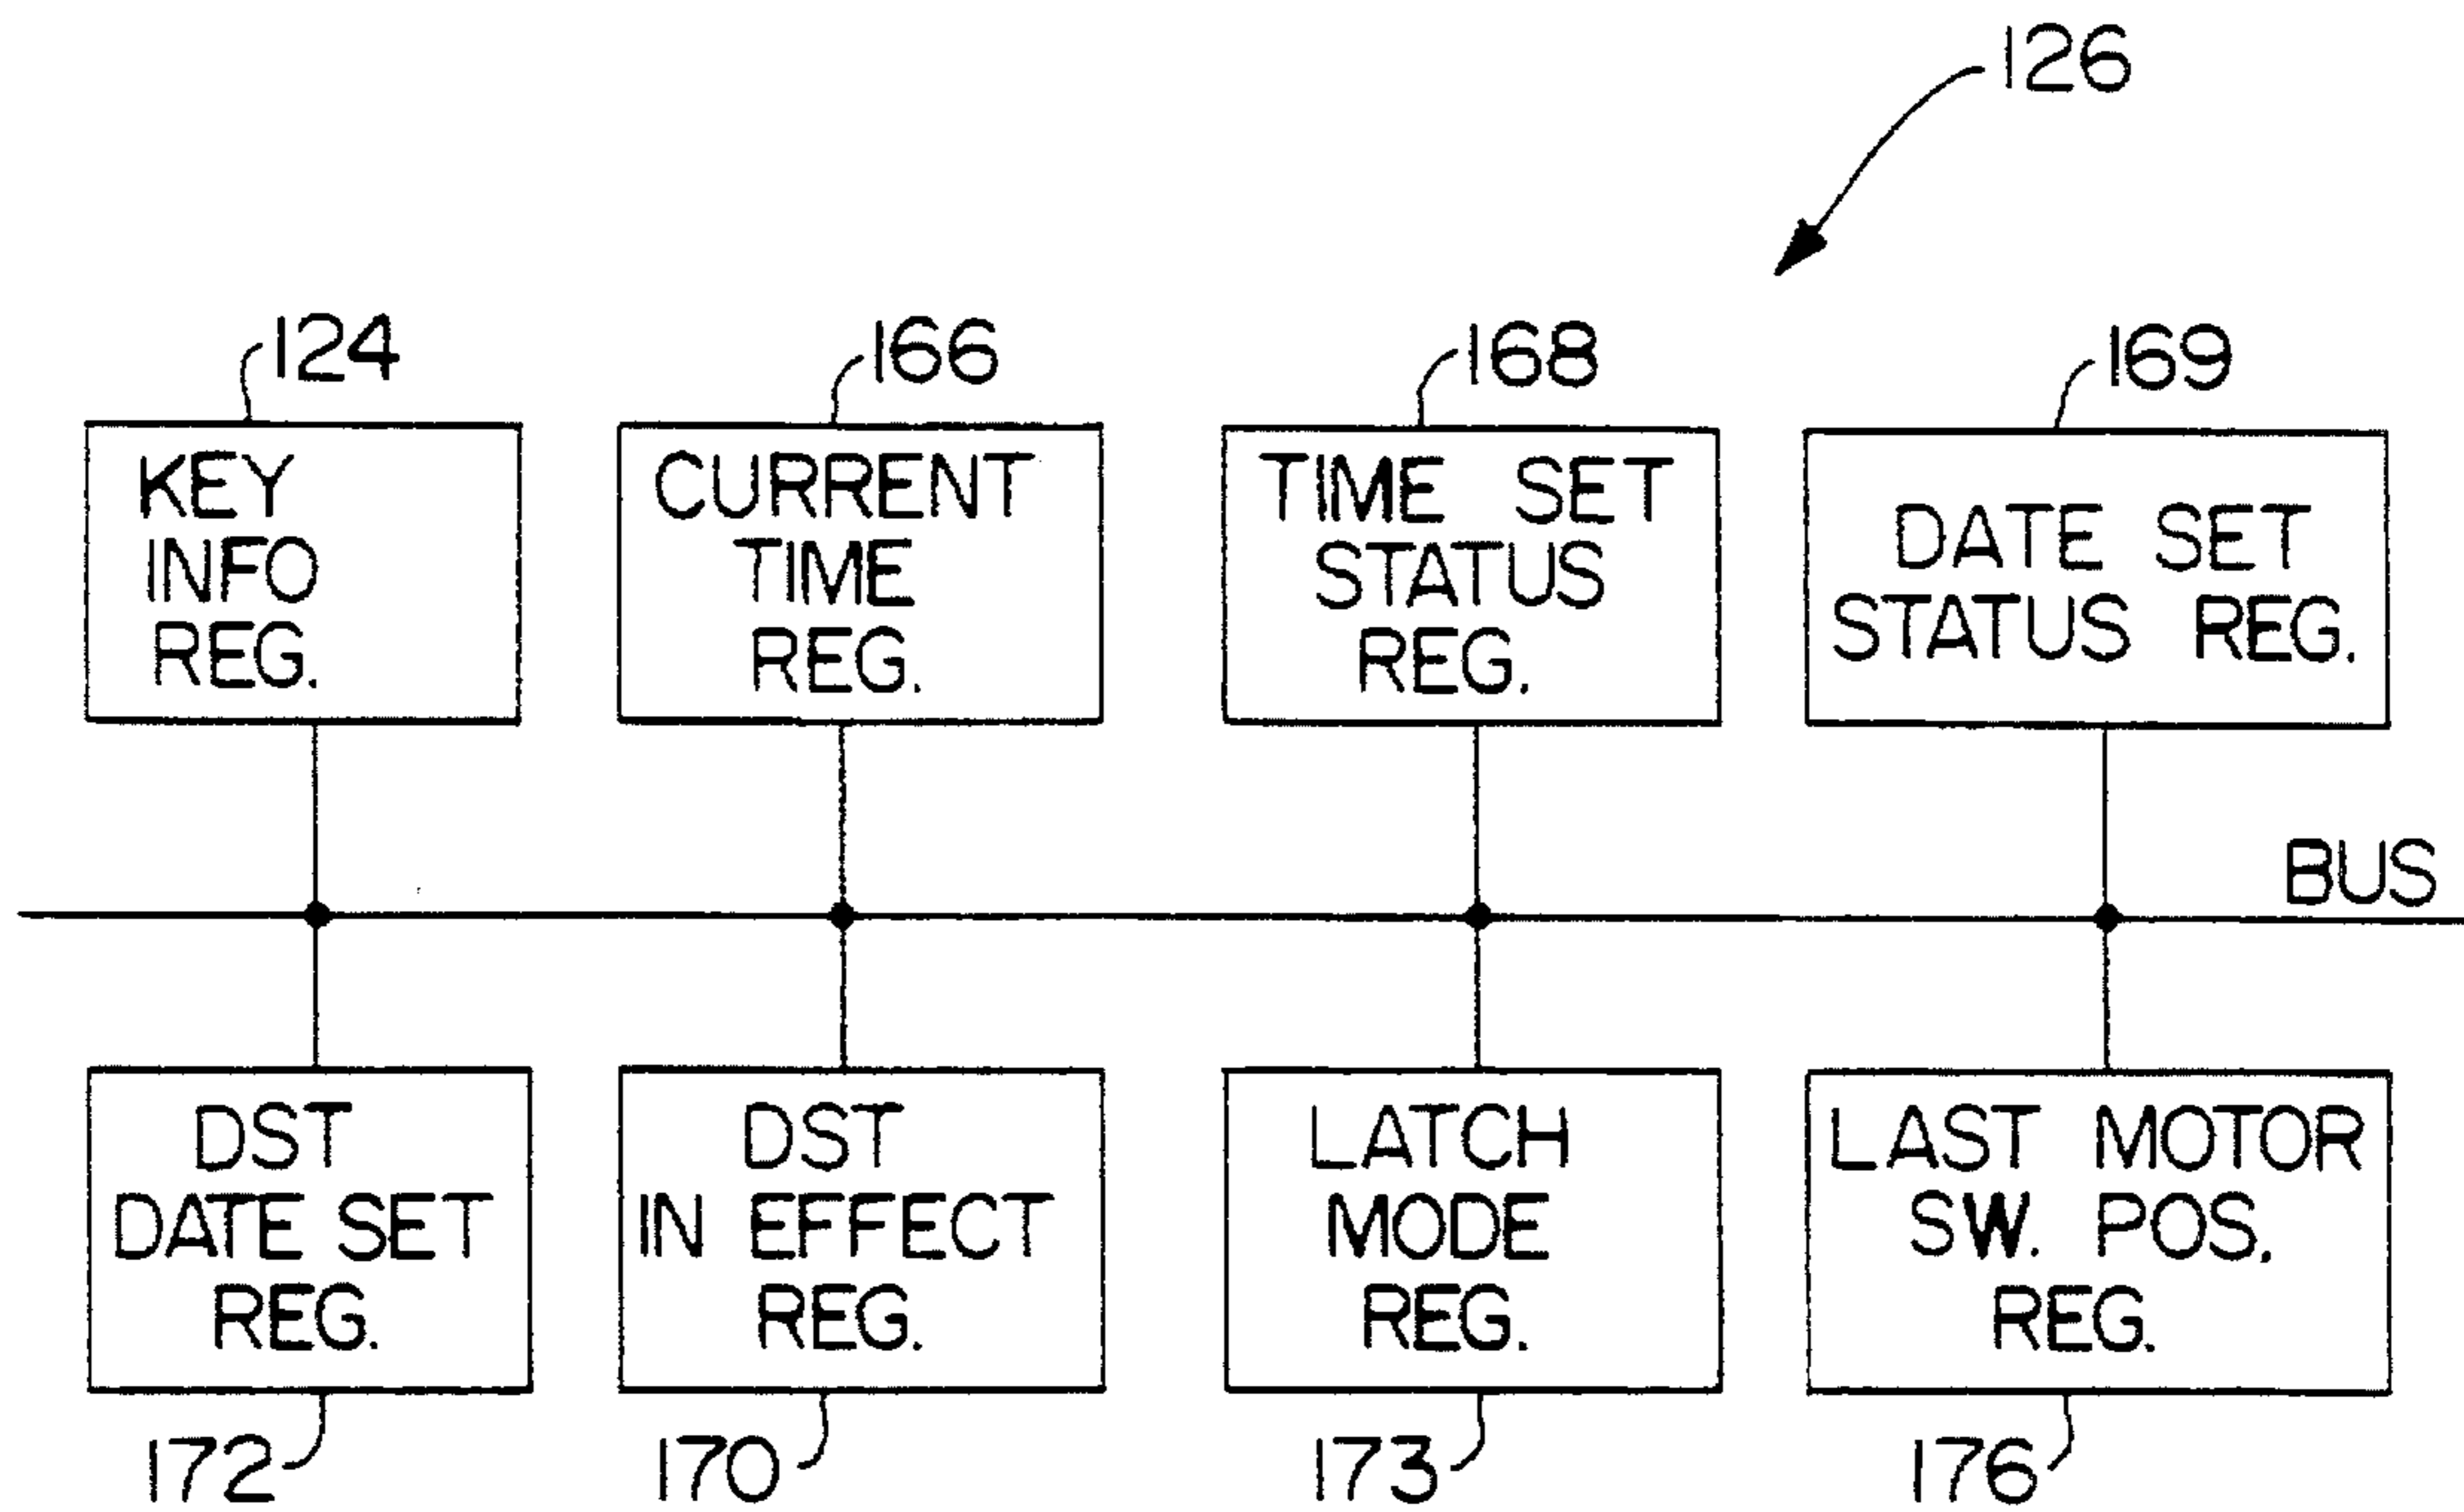 126
124
166
168
169
KEY
INFO
REG.
CURRENT
TIME
REG.
TIME SET
STATUS
REG.
DATE SET
STATUS REG.
BUS
DST
DATE SET
REG.
DST
IN EFFECT
REG.
LATCH
MODE
REG.
LAST MOTOR
SW. POS.
REG.
172
170
173
176